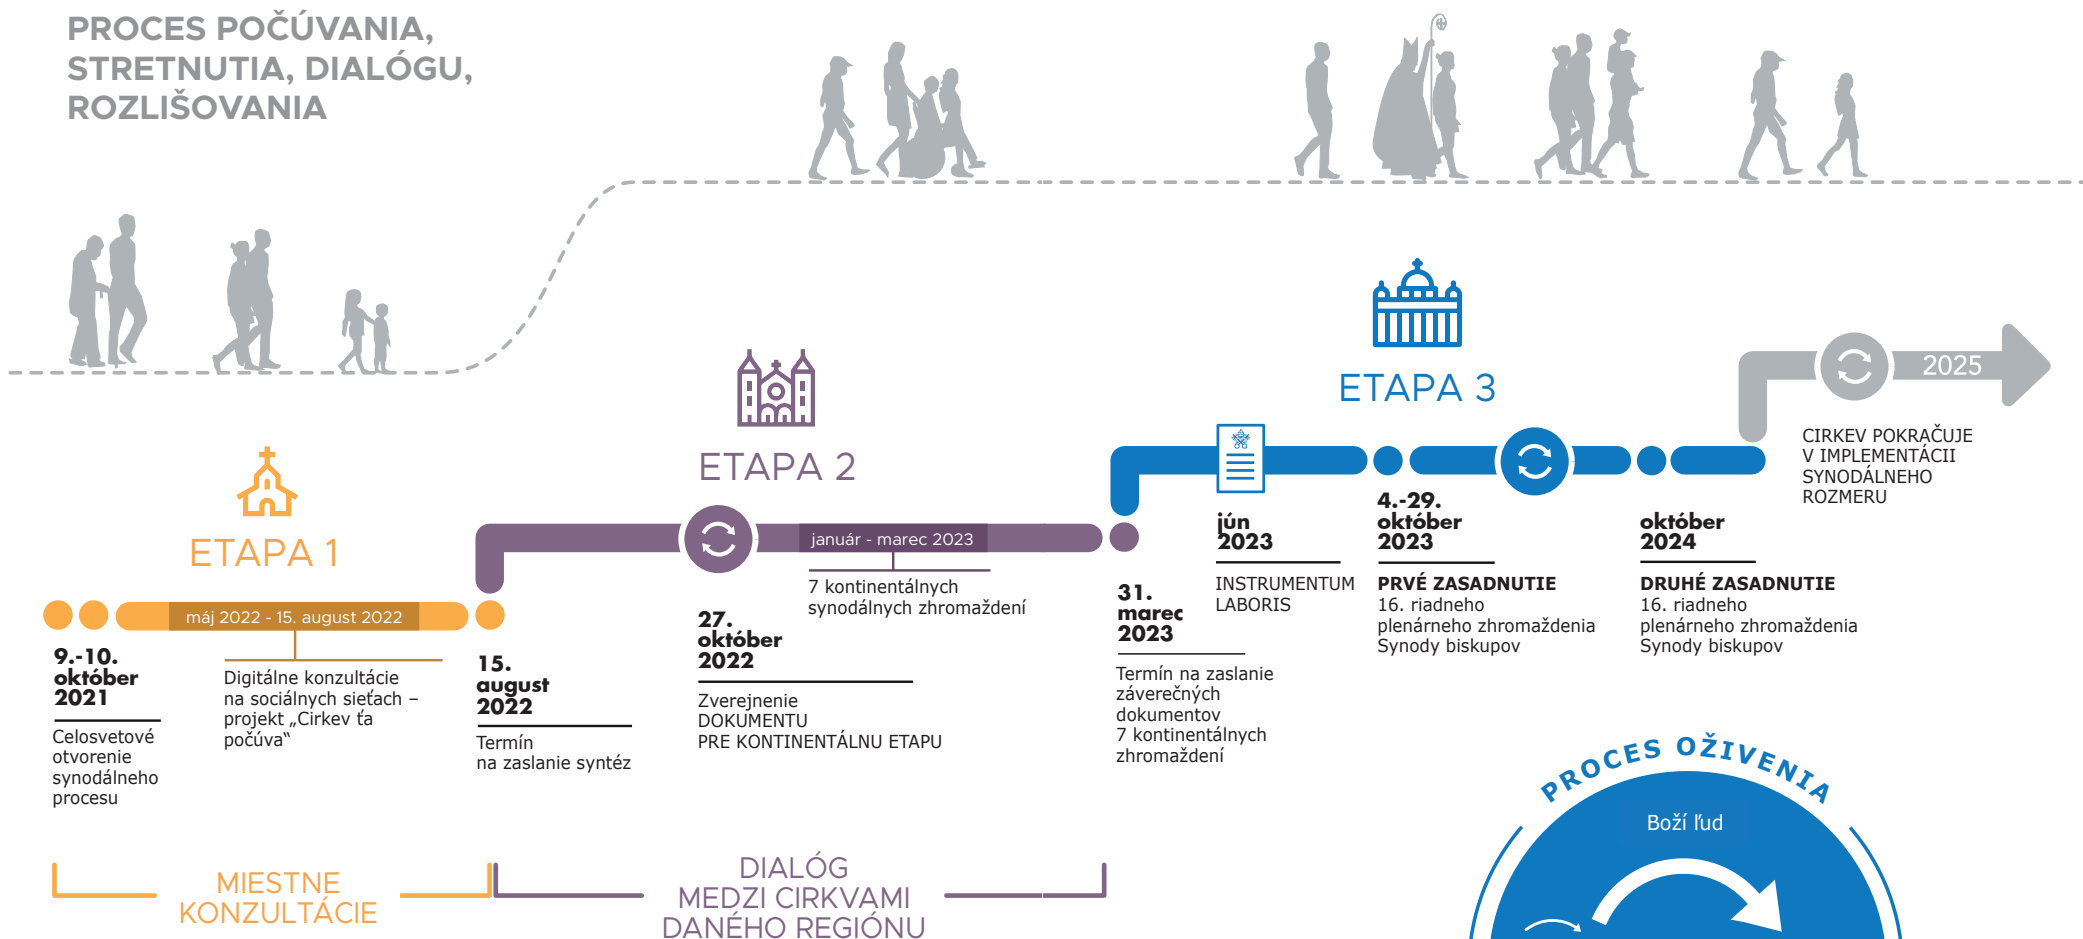 PROCES POČÚVANIA,
STRETNUTIA, DIALÓGU,
ROZLIŠOVANIA
ETAPA 1
máj 2022 - 15. august 2022
9.-10.
október
2021
Celosvetové
otvorenie
synodálneho
procesu
Digitálne konzultácie
na sociálnych sieťach –
projekt „Cirkev ťa
počúva“
15.
august
2022
Termín
na zaslanie syntéz
MIESTNE
KONZULTÁCIE
ETAPA 2
január - marec 2023
7 kontinentálnych
synodálnych zhromaždení
27.
október
2022
Zverejnenie
DOKUMENTU
PRE KONTINENTÁLNU ETAPU
31.
marec
2023
Termín na zaslanie
záverečných
dokumentov
7 kontinentálnych
zhromaždení
DIALÓG
MEDZI CIRKVAMI
DANÉHO REGIÓNU
ETAPA 3
jún
2023
INSTRUMENTUM
LABORIS
4.-29.
október
2023
PRVÉ ZASADNUTIE
16. riadneho
plenárneho zhromaždenia
Synody biskupov
október
2024
DRUHÉ ZASADNUTIE
16. riadneho
plenárneho zhromaždenia
Synody biskupov
2025
CIRKEV POKRAČUJE
V IMPLEMENTÁCII
SYNODÁLNEHO
ROZMERU
PROCES OŽIVENIA
Boží ľud